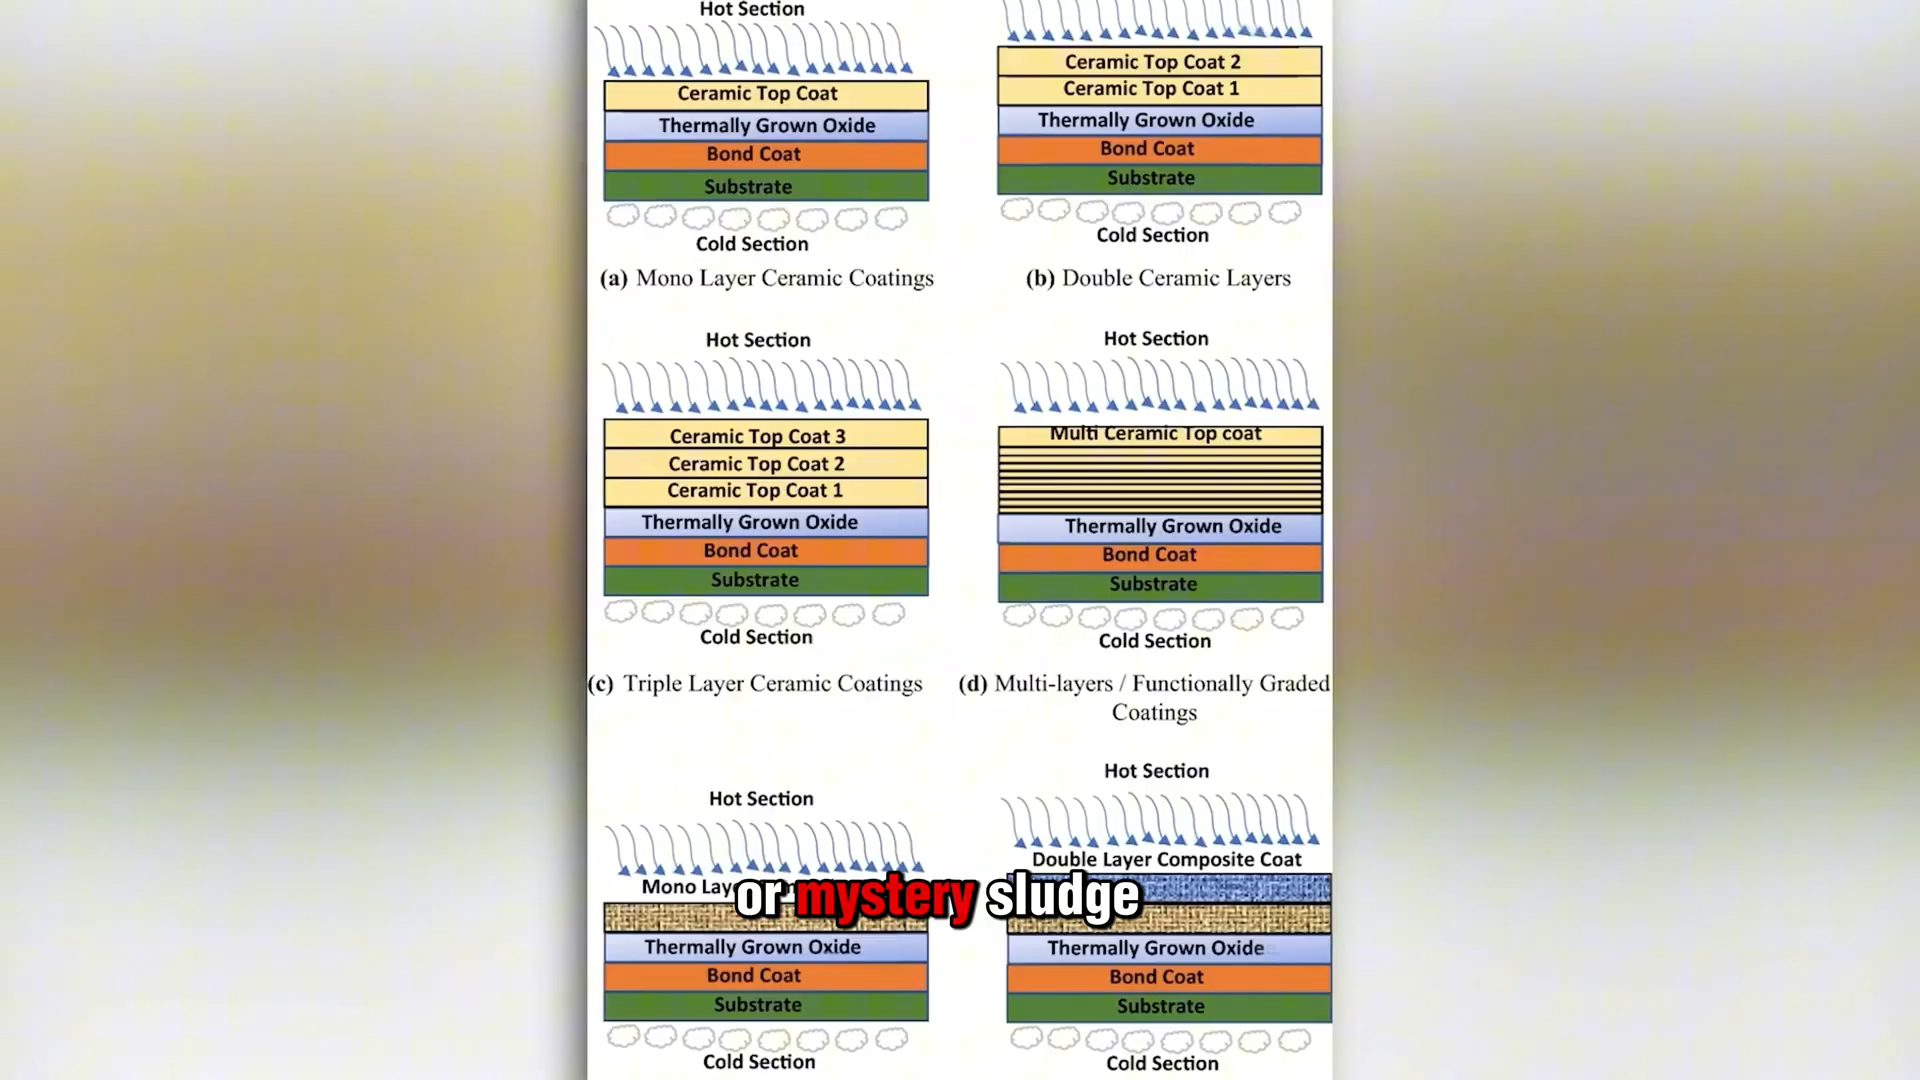 Hot Section
Ceramic Top Coat
Thermally Grown Oxide
Bond Coat
Substrate
Cold Section
(a) Mono Layer Ceramic Coatings
Ceramic Top Coat 2
Ceramic Top Coat 1
Thermally Grown Oxide
Bond Coat
Substrate
Cold Section
(b) Double Ceramic Layers
Hot Section
Ceramic Top Coat 3
Ceramic Top Coat 2
Ceramic Top Coat 1
Thermally Grown Oxide
Bond Coat
Substrate
Cold Section
(c) Triple Layer Ceramic Coatings
Hot Section
Multi Ceramic Top coat
Thermally Grown Oxide
Bond Coat
Substrate
Cold Section
(d) Multi-layers / Functionally Graded
Coatings
Hot Section
Mono
Thermally Grown Oxide
Bond Coat
Substrate
Cold Section
Hot Section
Double Layer Composite Coat
Thermally Grown Oxide
Bond Coat
Substrate
Cold Section
or mystery sludge